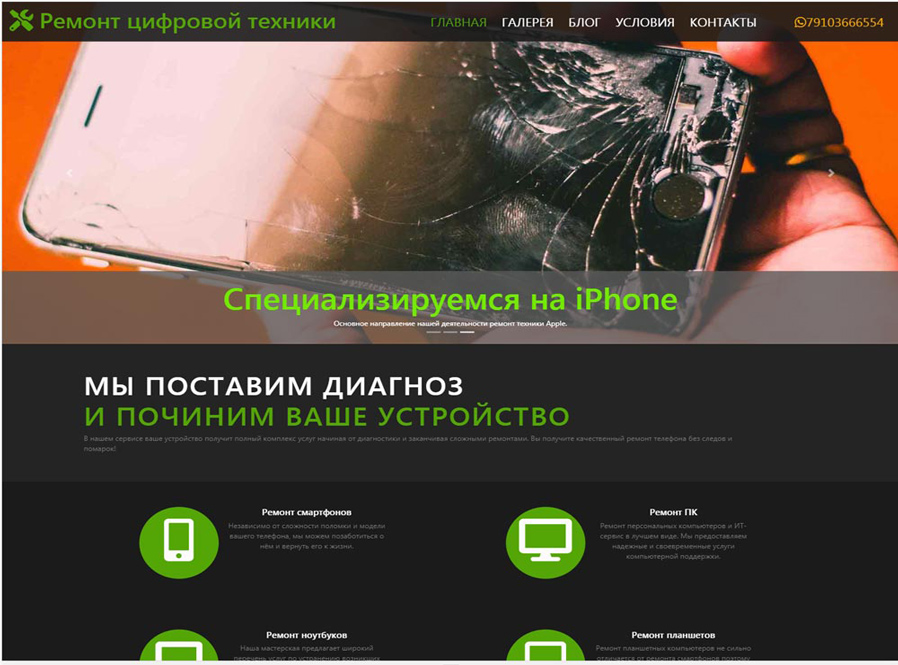 Ремонт цифровой техники
ГЛАВНАЯ ГАЛЕРЕЯ БЛОГ УСЛОВИЯ КОНТАКТЫ
79103666554
Специализируемся на iPhone
Основное направление нашей деятельности ремонт техники Apple.
МЫ ПОСТАВИМ ДИАГНОЗ
И ПОЧИНИМ ВАШЕ УСТРОЙСТВО
В нашем сервисе ваше устройство получит полный комплекс услуг начиная от диагностики и заканчивая сложными ремонтами. Вы получите качественный ремонт телефона без следов и
помарок!
Ремонт смартфонов
Независимо от сложности поломки и модели
вашего телефона, мы можем позаботиться о
нём и вернуть его к жизни.
Ремонт ПК
Ремонт персональных компьютеров и ИТ-
сервис в лучшем виде. Мы предоставляем
надежные и своевременные услуги
компьютерной поддержки.
Ремонт ноутбуков
Наша мастерская предлагает широкий
перечень услуг по устранению возникших
Ремонт планшетов
Ремонт планшетных компьютеров не сильно
отличается от ремонта смартфонов поэтому